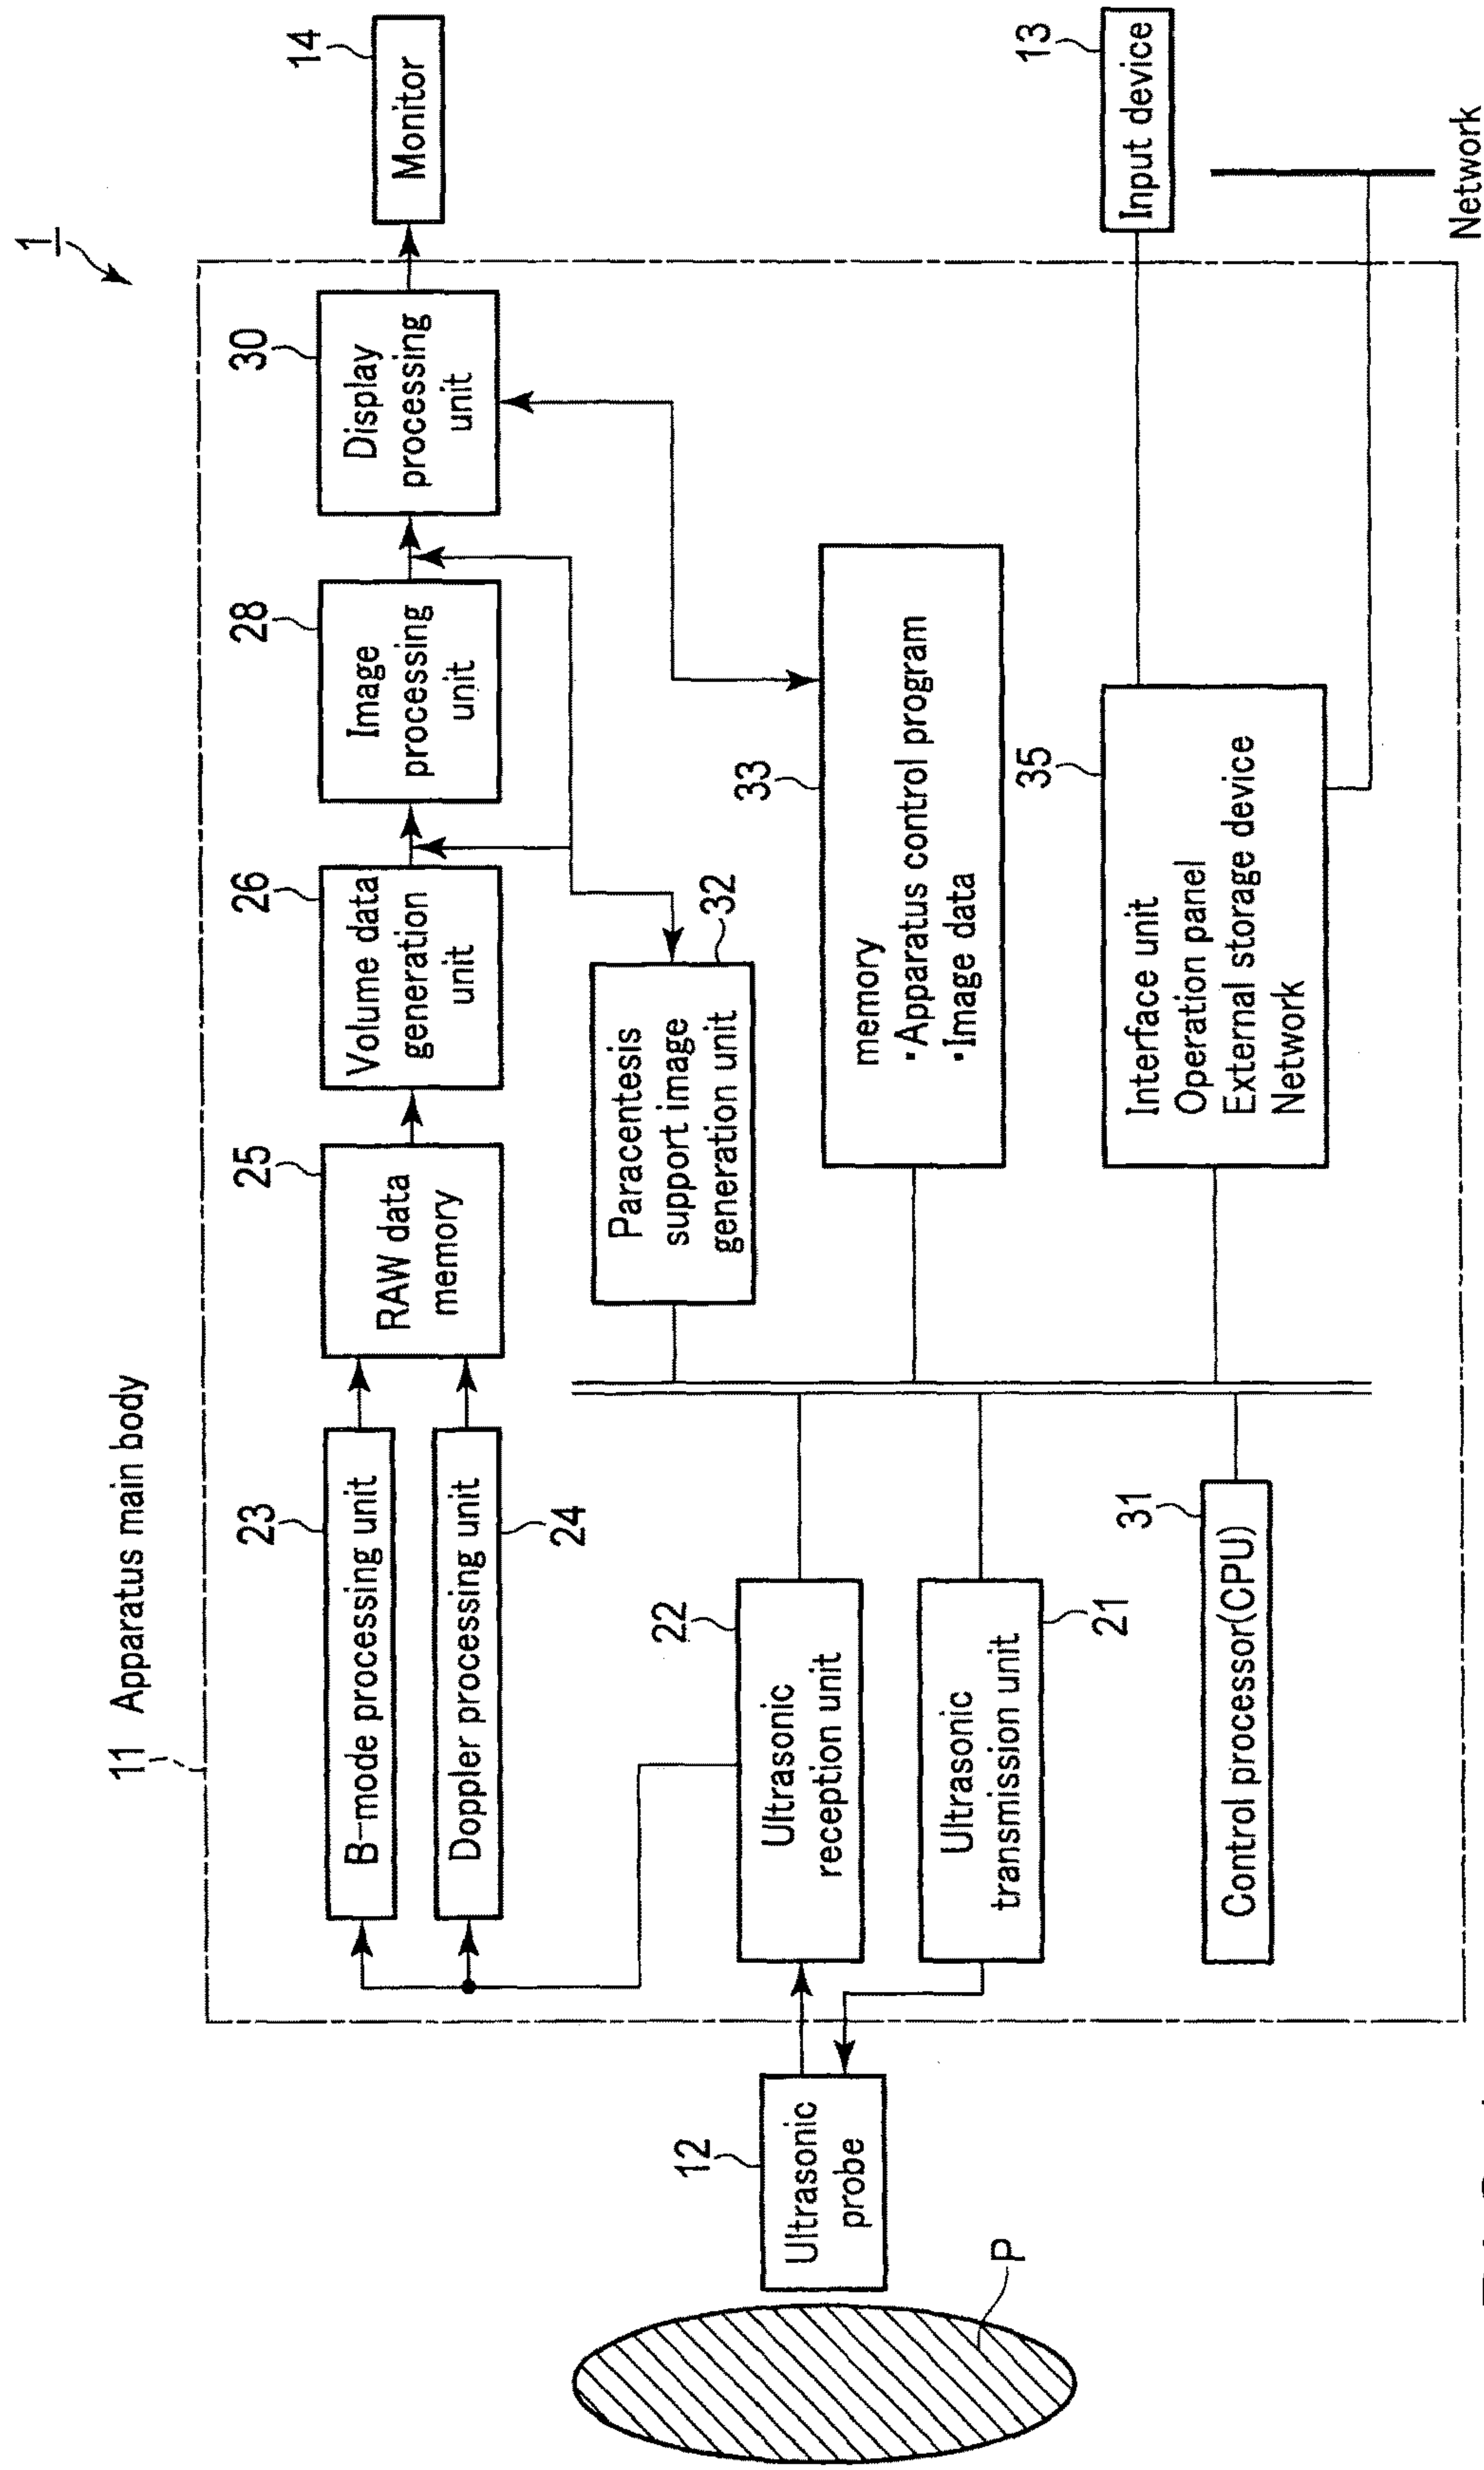 1
11 Apparatus main body
23
B-mode processing unit
Doppler processing unit
24
25
RAW data
memory
26
Volume data
generation
unit
28
Image
processing
unit
30
Display
processing
unit
14
Monitor
32
Paracentesis
support image
generation unit
12
Ultrasonic
probe
P
22
Ultrasonic
reception unit
21
Ultrasonic
transmission unit
33
memory
・Apparatus control program
・Image data
31
Control processor(CPU)
35
Interface unit
Operation panel
External storage device
Network
13
Input device
Network